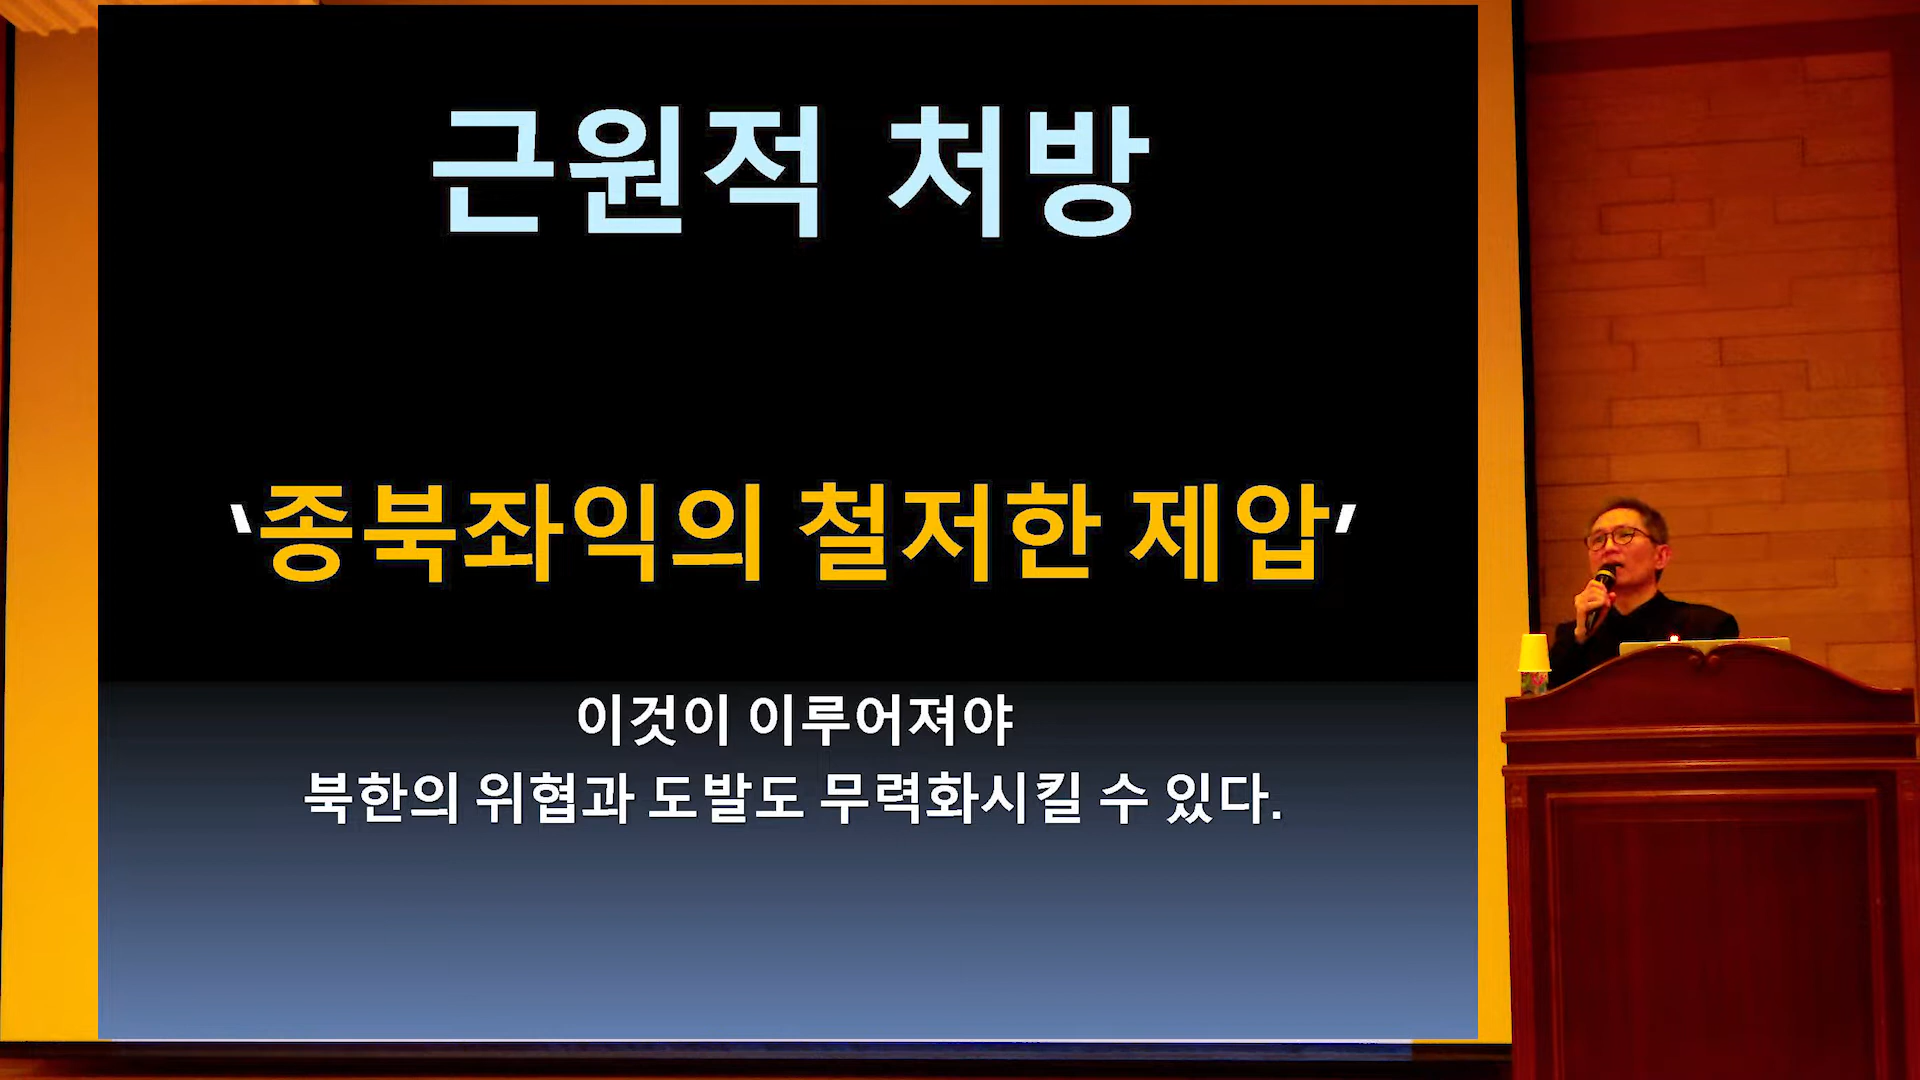 근원적 처방
‘종북좌익의 철저한 제압’
이것이 이루어져야
북한의 위협과 도발도 무력화시킬 수 있다.